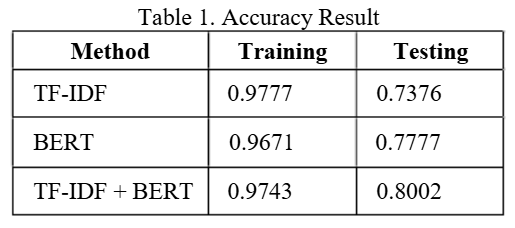 Table 1. Accuracy Result
Method Training Testing
TF-IDF 0.9777 0.7376
BERT 0.9671 0.7777
TF-IDF + BERT 0.9743 0.8002